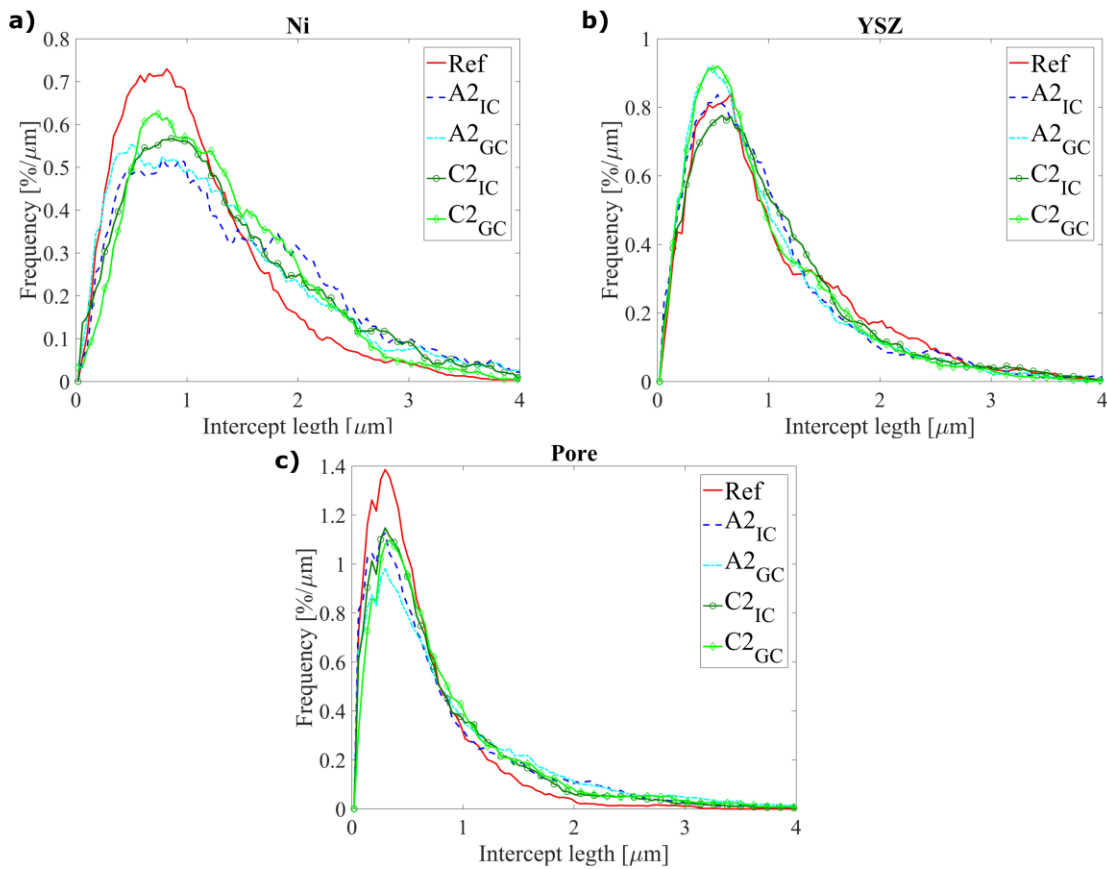 a)
Ni
Frequency [%/μm]
0.8
0.7
0.6
0.5
0.4
0.3
0.2
0.1
0
0
1
2
3
4
Intercept legth [μm]
Ref
A2IC
A2GC
C2IC
C2GC
b)
YSZ
Frequency [%/μm]
1
0.8
0.6
0.4
0.2
0
0
1
2
3
4
Intercept legth [μm]
Ref
A2IC
A2GC
C2IC
C2GC
c)
Pore
Frequency [%/μm]
1.4
1.2
1
0.8
0.6
0.4
0.2
0
0
1
2
3
4
Intercept legth [μm]
Ref
A2IC
A2GC
C2IC
C2GC